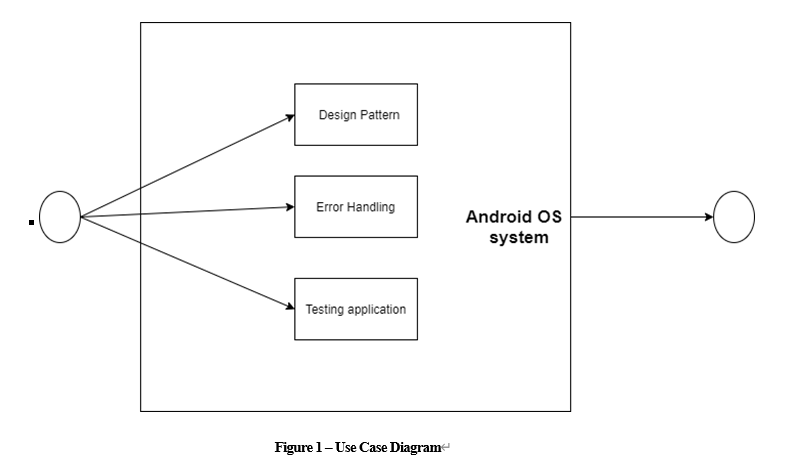 Design Pattern
Error Handling
Android OS
system
Testing application
Figure 1 – Use Case Diagram